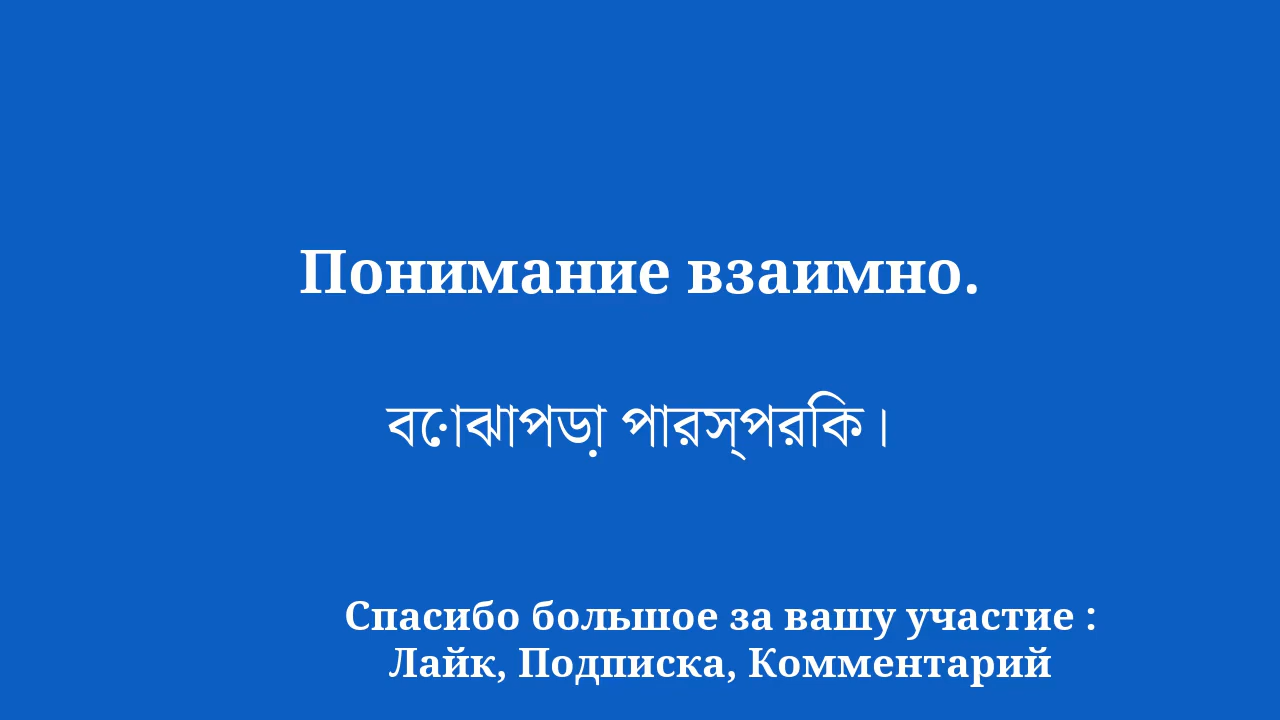 Понимание взаимно.
বোঝাপড়া পারস্পরিক।
Спасибо большое за вашу участие :
Лайк, Подписка, Комментарий